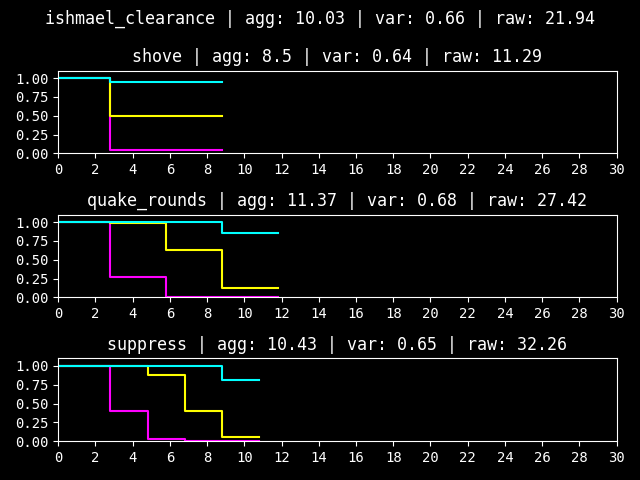 ishmael_clearance | agg: 10.03 | var: 0.66 | raw: 21.94
shove | agg: 8.5 | var: 0.64 | raw: 11.29
1.00
0.75
0.50
0.25
0.00
0 2 4 6 8 10 12 14 16 18 20 22 24 26 28 30
quake_rounds | agg: 11.37 | var: 0.68 | raw: 27.42
1.00
0.75
0.50
0.25
0.00
0 2 4 6 8 10 12 14 16 18 20 22 24 26 28 30
suppress | agg: 10.43 | var: 0.65 | raw: 32.26
1.00
0.75
0.50
0.25
0.00
0 2 4 6 8 10 12 14 16 18 20 22 24 26 28 30